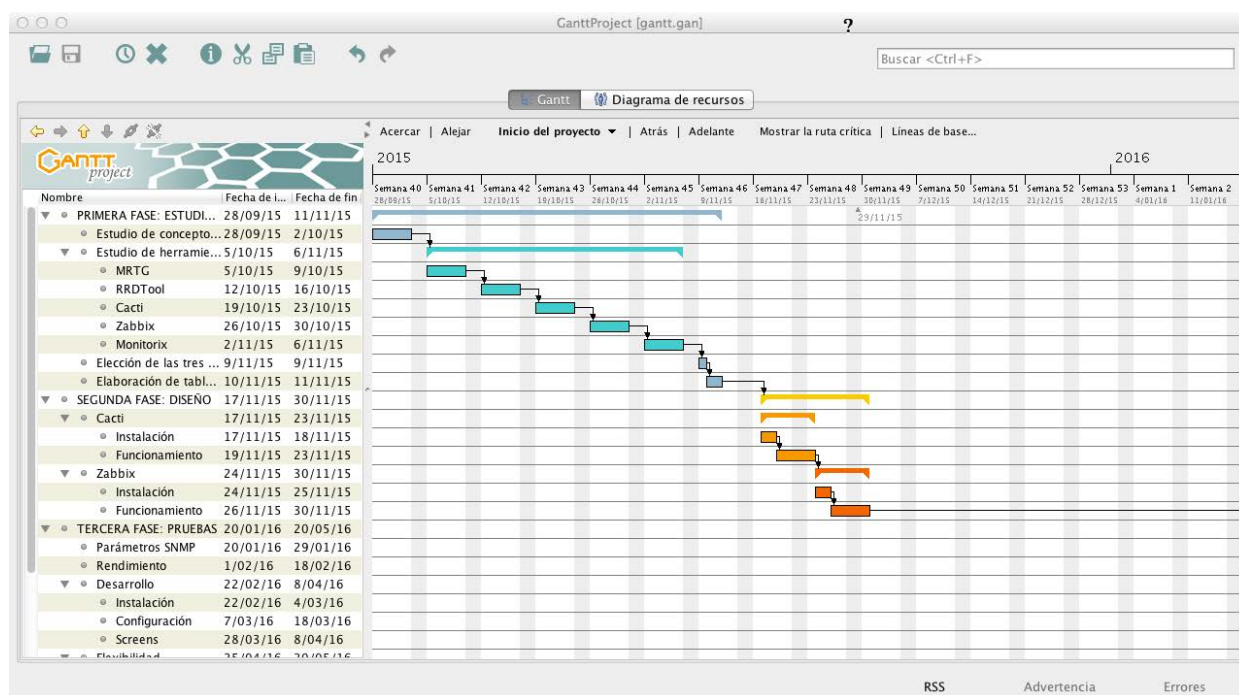 GanttProject [gantt.gan]
?
Buscar <Ctrl+F>
Gantt Diagrama de recursos
Acercar | Alejar Inicio del proyecto | Atrás | Adelante Mostrar la ruta crítica | Líneas de base...
GANTT project
2015 2016
Semana 40 Semana 41 Semana 42 Semana 43 Semana 44 Semana 45 Semana 46 Semana 47 Semana 48 Semana 49 Semana 50 Semana 51 Semana 52 Semana 53 Semana 1 Semana 2
28/09/15 5/10/15 12/10/15 19/10/15 26/10/15 2/11/15 9/11/15 16/11/15 23/11/15 30/11/15 7/12/15 14/12/15 21/12/15 28/12/15 4/01/16 11/01/16
Nombre Fecha de i... Fecha de fin
PRIMERA FASE: ESTUDI... 28/09/15 11/11/15
29/11/15
Estudio de concepto... 28/09/15 2/10/15
Estudio de herramie... 5/10/15 6/11/15
MRTG 5/10/15 9/10/15
RRDTool 12/10/15 16/10/15
Cacti 19/10/15 23/10/15
Zabbix 26/10/15 30/10/15
Monitorix 2/11/15 6/11/15
Elección de las tres ... 9/11/15 9/11/15
Elaboración de tabl... 10/11/15 11/11/15
SEGUNDA FASE: DISEÑO 17/11/15 30/11/15
Cacti 17/11/15 23/11/15
Instalación 17/11/15 18/11/15
Funcionamiento 19/11/15 23/11/15
Zabbix 24/11/15 30/11/15
Instalación 24/11/15 25/11/15
Funcionamiento 26/11/15 30/11/15
TERCERA FASE: PRUEBAS 20/01/16 20/05/16
Parámetros SNMP 20/01/16 29/01/16
Rendimiento 1/02/16 18/02/16
Desarrollo 22/02/16 8/04/16
Instalación 22/02/16 4/03/16
Configuración 7/03/16 18/03/16
Screens 28/03/16 8/04/16
Flexibilidad 25/04/16 20/05/16
RSS Advertencia Errores